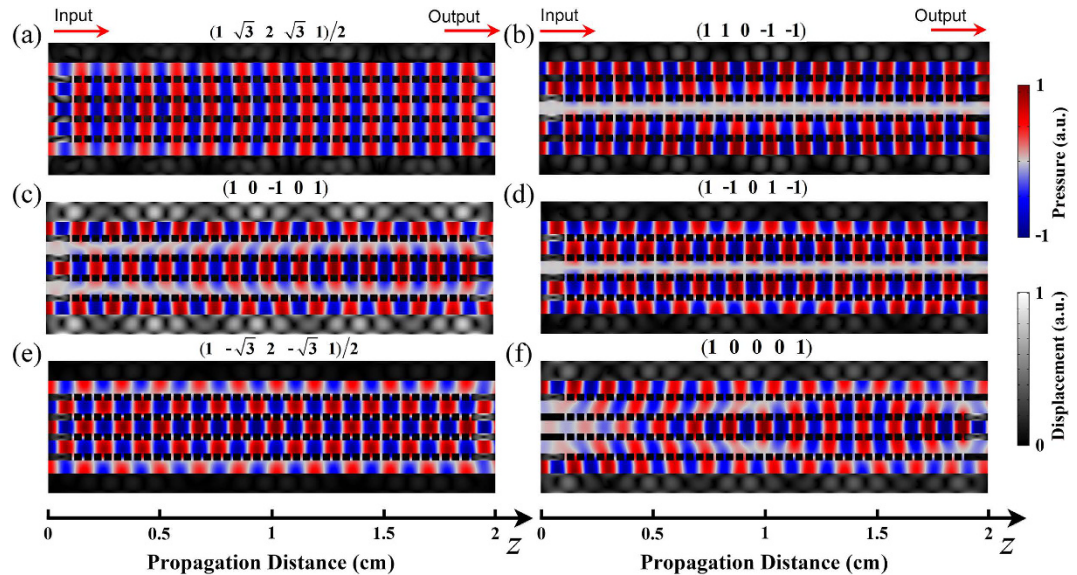 Input
Output
Input
Output
(a)
(1 √3 2 √3 1)/2
(b)
(1 1 0 -1 -1)
(c)
(1 0 -1 0 1)
(d)
(1 -1 0 1 -1)
(e)
(1 -√3 2 -√3 1)/2
(f)
(1 0 0 0 1)
1
-1
Pressure (a.u.)
1
0
Displacement (a.u.)
0 0.5 1 1.5 2 z
Propagation Distance (cm)
0 0.5 1 1.5 2 z
Propagation Distance (cm)